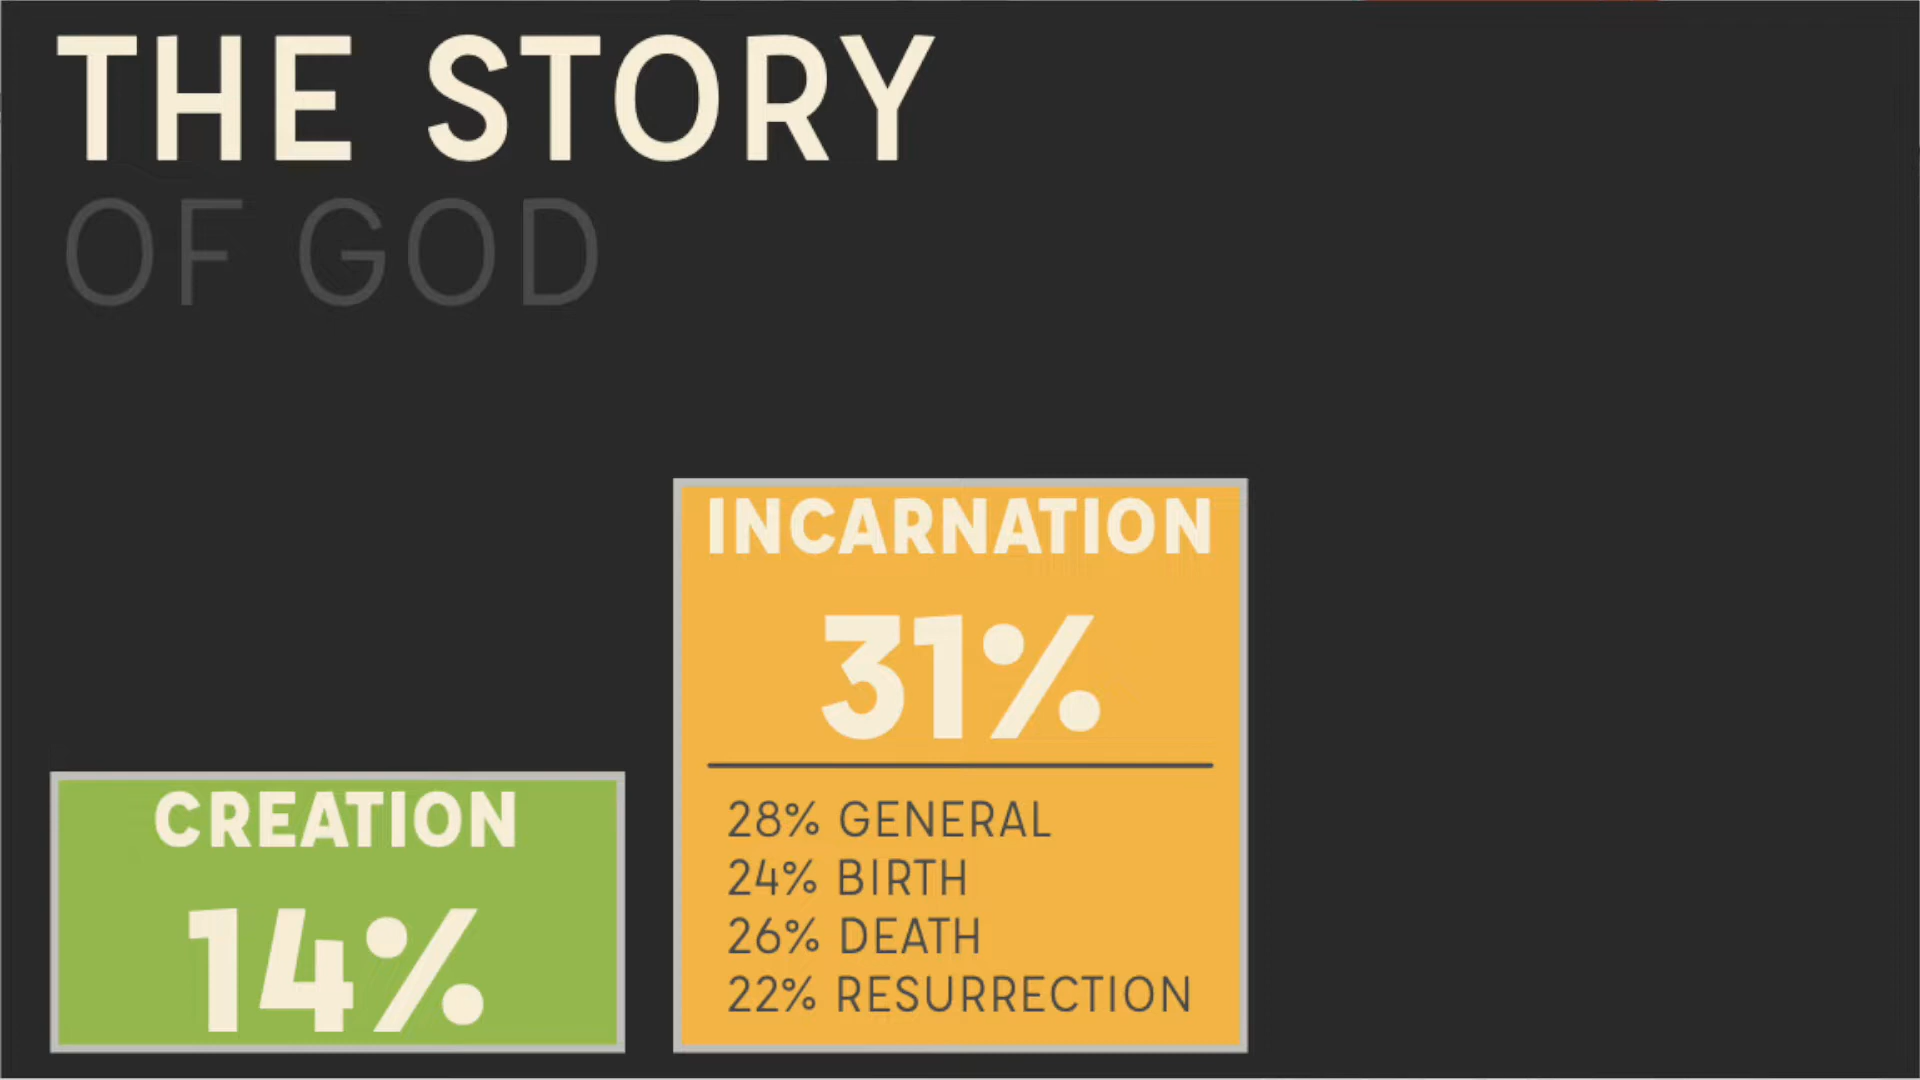 THE STORY
OF GOD
CREATION
14%
INCARNATION
31%
28% GENERAL
24% BIRTH
26% DEATH
22% RESURRECTION